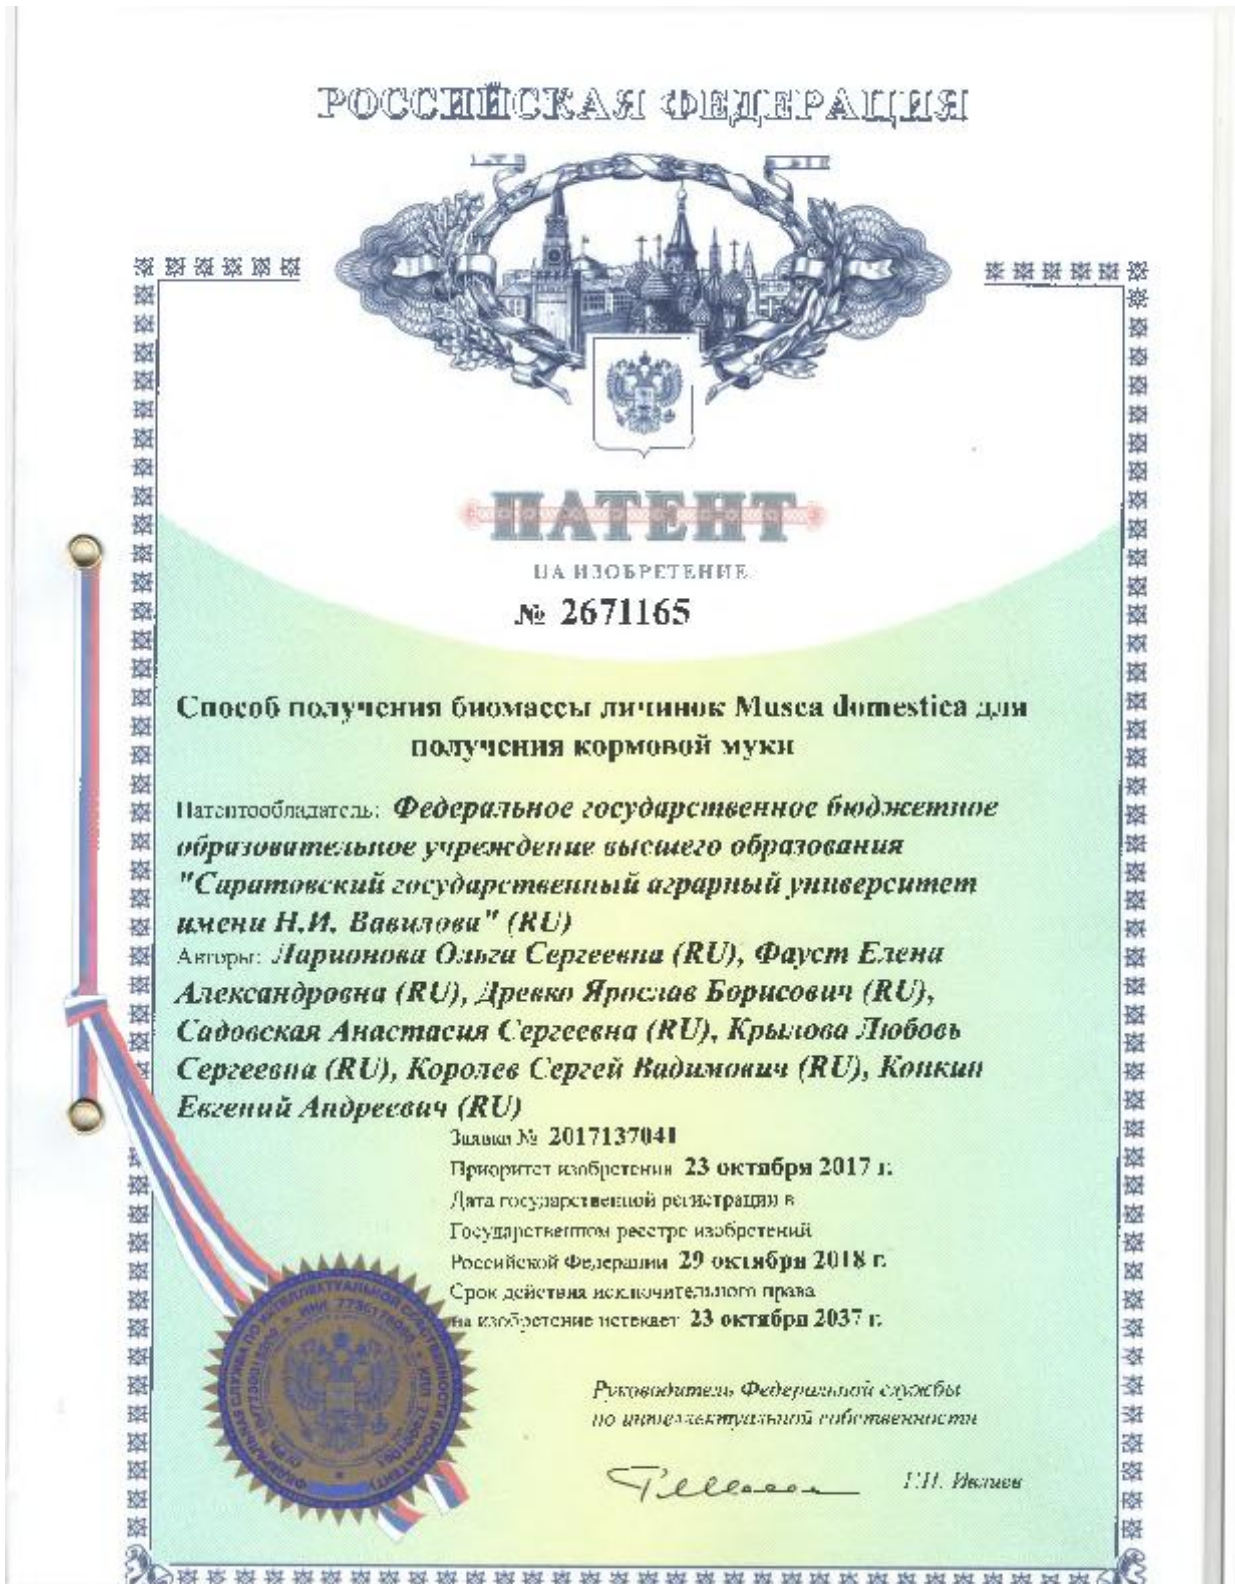 РОССИЙСКАЯ ФЕДЕРАЦИЯ
ПАТЕНТ
НА ИЗОБРЕТЕНИЕ
№ 2671165
Способ получения биомассы личинок Musca domestica для
получения кормовой муки
Патентообладатель: Федеральное государственное бюджетное
образовательное учреждение высшего образования
"Саратовский государственный аграрный университет
имени Н.И. Вавилова" (RU)
Авторы: Ларионова Ольга Сергеевна (RU), Фауст Елена
Александровна (RU), Древко Ярослав Борисович (RU),
Садовская Анастасия Сергеевна (RU), Крылова Любовь
Сергеевна (RU), Королев Сергей Вадимович (RU), Конкин
Евгений Андреевич (RU)
Заявка № 2017137041
Приоритет изобретения 23 октября 2017 г.
Дата государственной регистрации в
Государственном реестре изобретений
Российской Федерации 29 октября 2018 г.
Срок действия исключительного права
на изобретение истекает 23 октября 2037 г.
Руководитель Федеральной службы
по интеллектуальной собственности
Г.П. Ивлиев
ФЕДЕРАЛЬНАЯ СЛУЖБА ПО ИНТЕЛЛЕКТУАЛЬНОЙ СОБСТВЕННОСТИ